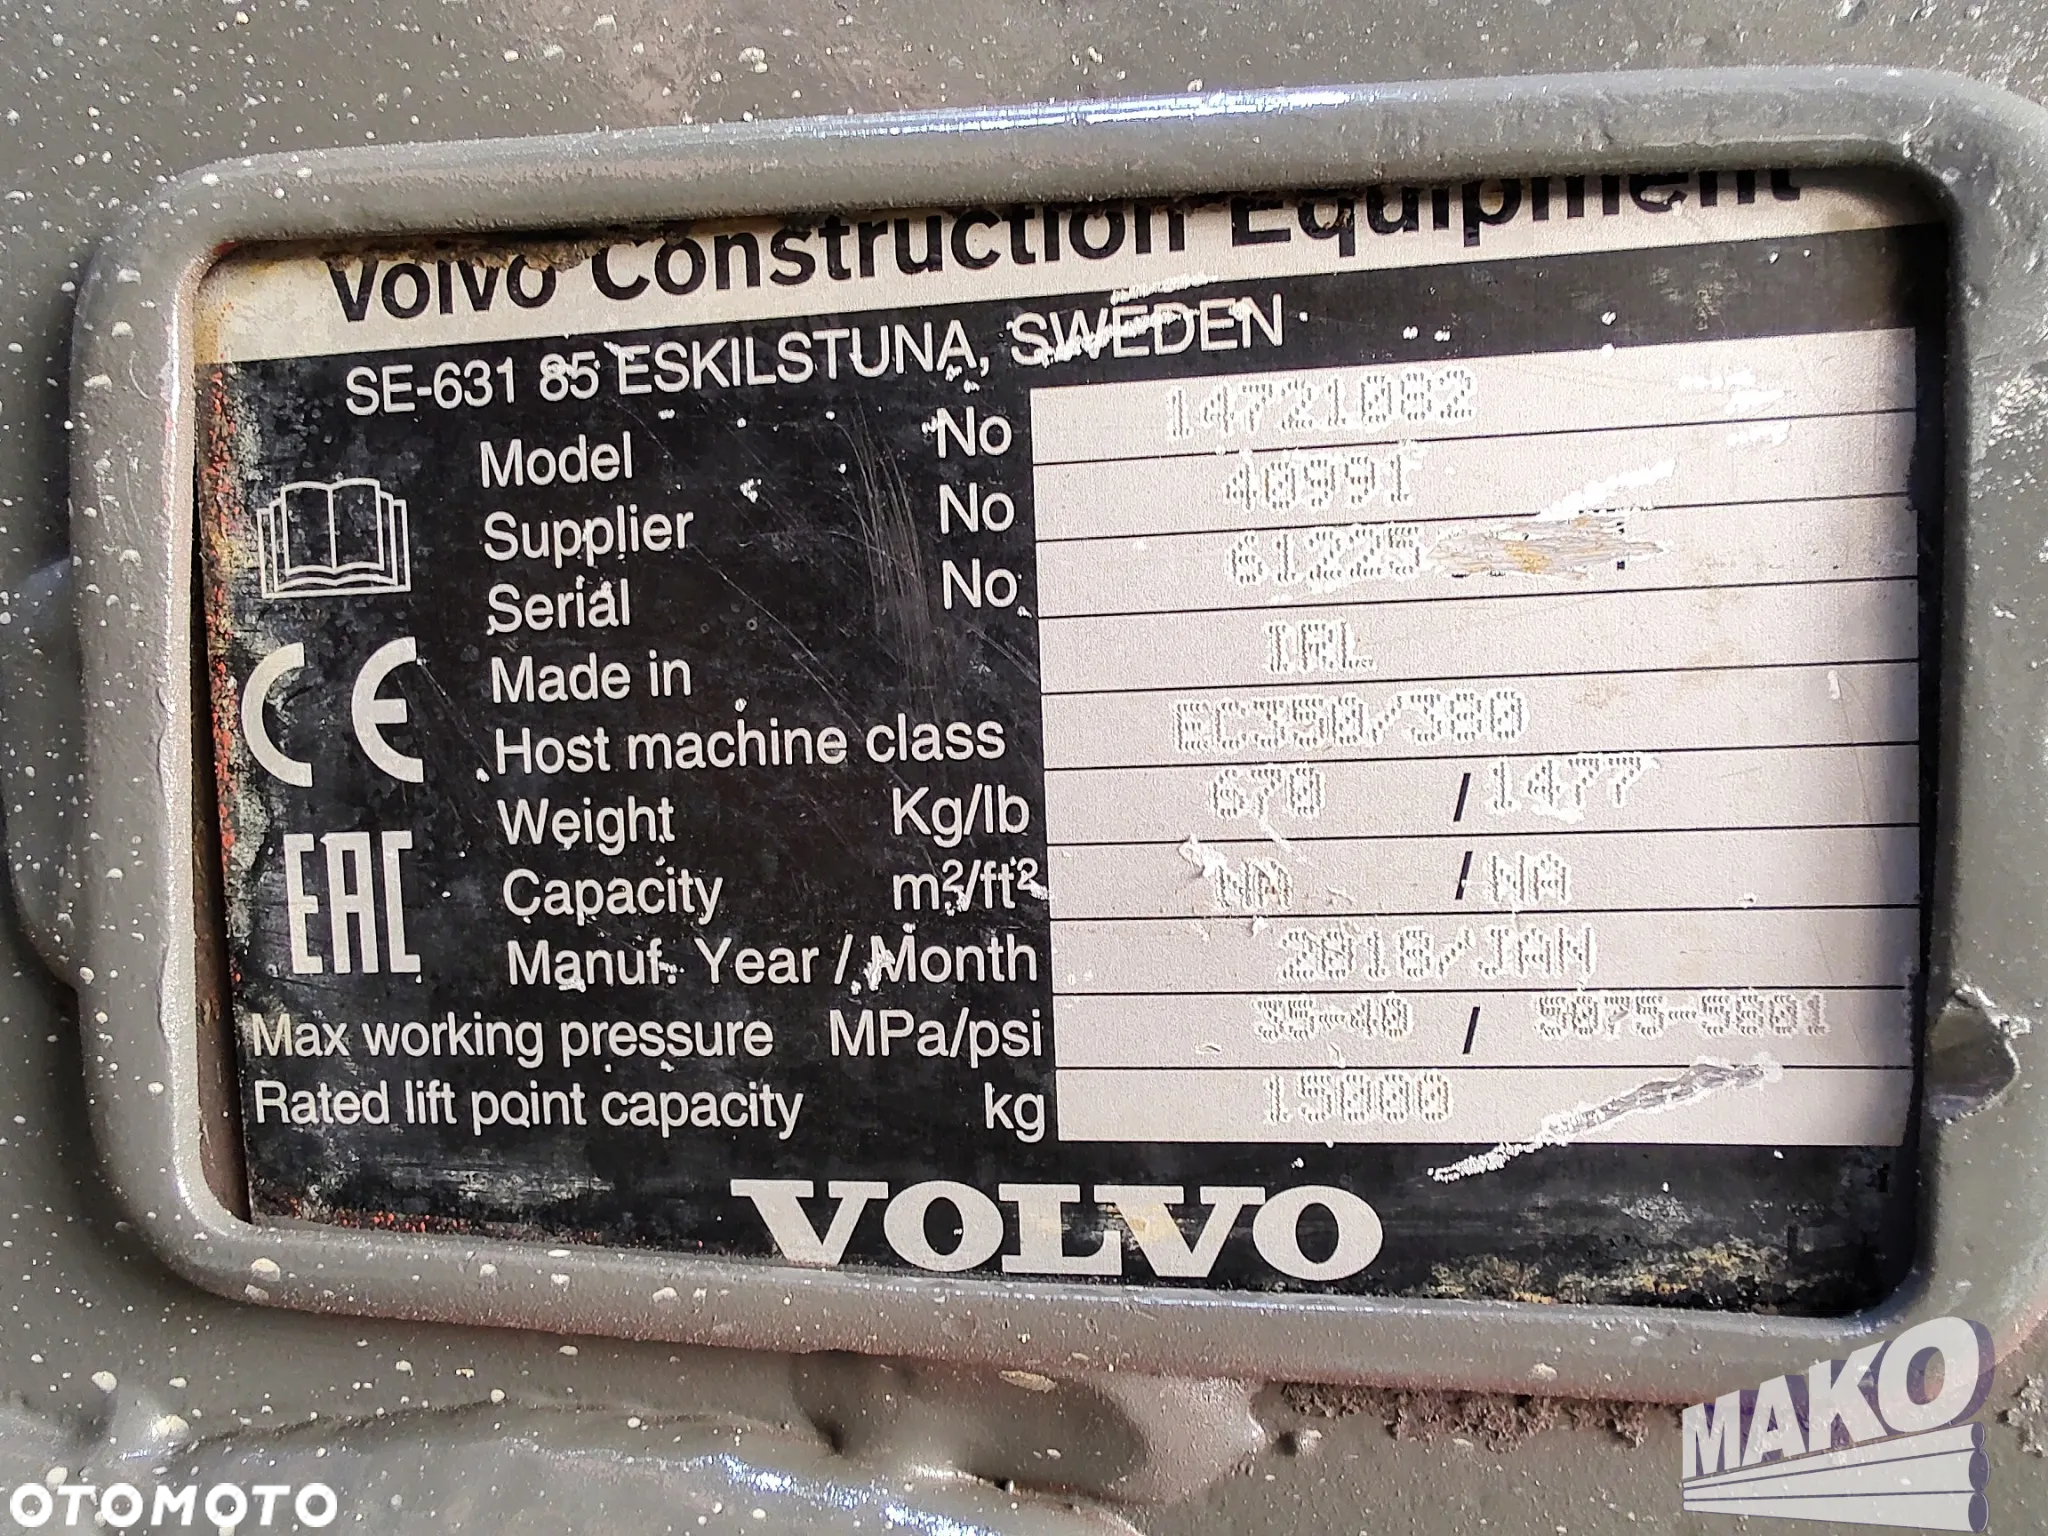 Volvo Construction Equipment
SE-631 85 ESKILSTUNA, SWEDEN
Model No 14721082
Supplier No 40991
Serial No 61225
Made in IRL
Host machine class EC350/380
Weight Kg/lb 670 / 1477
Capacity m²/ft² NA / NA
Manuf. Year / Month 2018/JAN
Max working pressure MPa/psi 35-40 / 5075-5801
Rated lift point capacity kg 15000
CE
EAC
VOLVO
MAKO
OTOMOTO